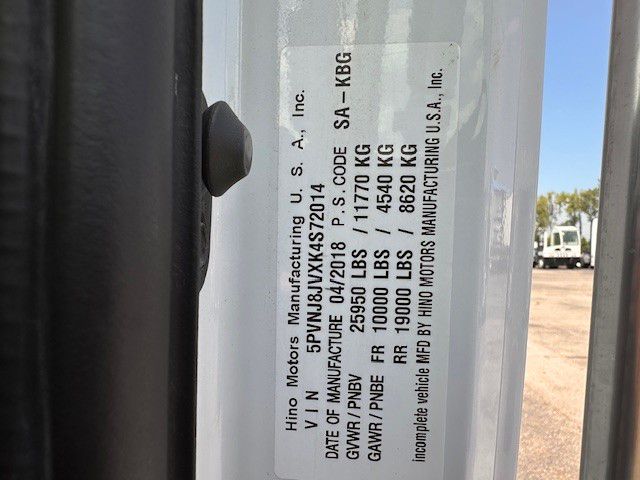 Hino Motors Manufacturing U. S. A., Inc.
VIN 5PVNJ8JVXK4S72014
DATE OF MANUFACTURE 04/2018 P. S. CODE SA-KBG
GVWR / PNBV 25950 LBS / 11770 KG
GAWR / PNBE FR 10000 LBS / 4540 KG
RR 19000 LBS / 8620 KG
incomplete vehicle MFD BY HINO MOTORS MANUFACTURING U.S.A., Inc.